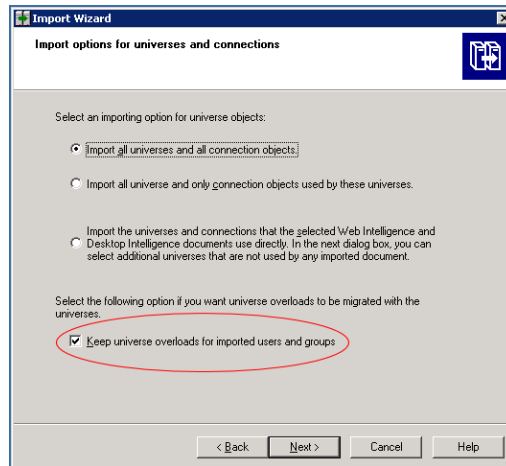 Import Wizard
Import options for universes and connections
Select an importing option for universe objects:
Import all universes and all connection objects.
Import all universe and only connection objects used by these universes.
Import the universes and connections that the selected Web Intelligence and
Desktop Intelligence documents use directly. In the next dialog box, you can
select additional universes that are not used by any imported document.
Select the following option if you want universe overloads to be migrated with the
universes.
Keep universe overloads for imported users and groups
< Back Next > Cancel Help